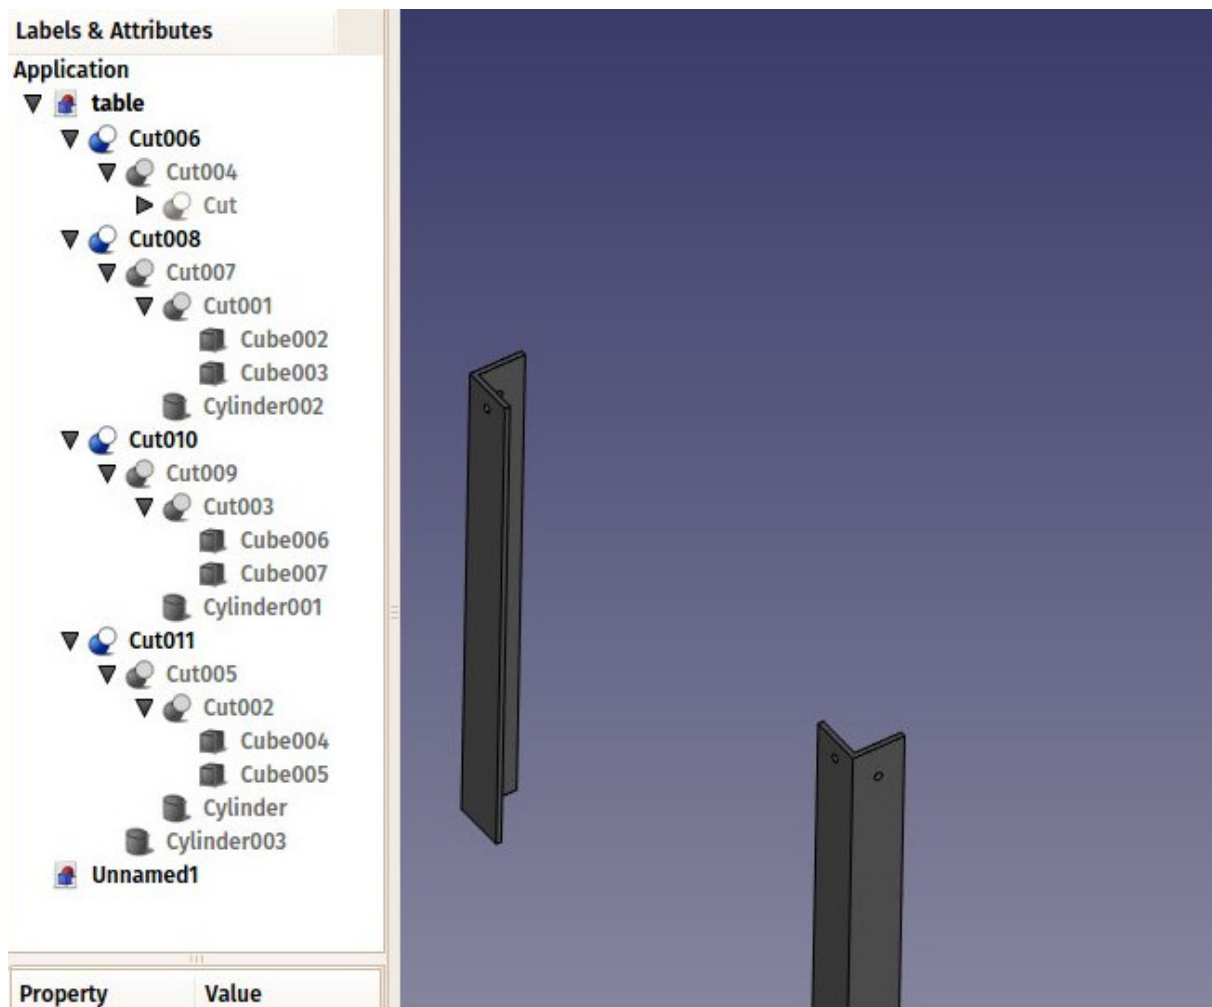 Labels & Attributes
Application
table
Cut006
Cut004
Cut
Cut008
Cut007
Cut001
Cube002
Cube003
Cylinder002
Cut010
Cut009
Cut003
Cube006
Cube007
Cylinder001
Cut011
Cut005
Cut002
Cube004
Cube005
Cylinder
Cylinder003
Unnamed1
Property Value